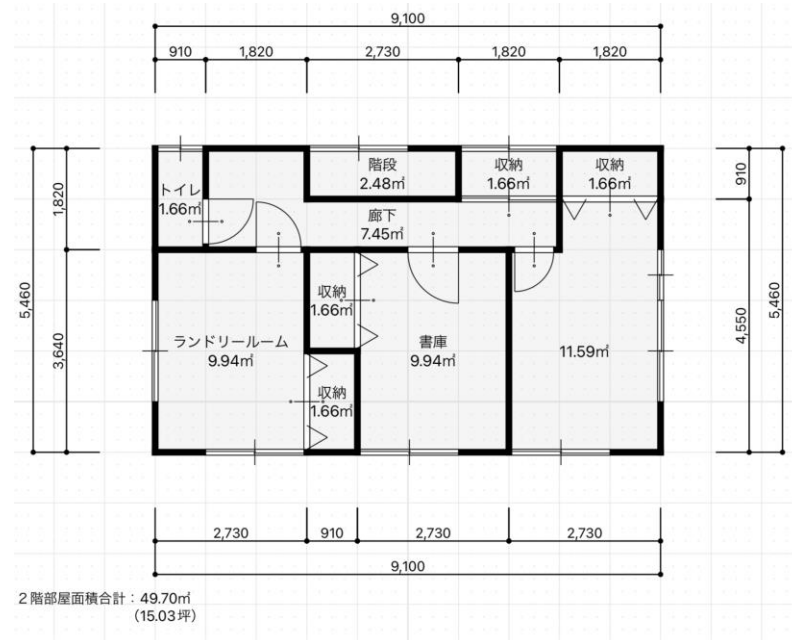 9,100
910
1,820
2,730
1,820
1,820
階段
2.48㎡
収納
1.66㎡
収納
1.66㎡
トイレ
1.66㎡
廊下
7.45㎡
1,820
910
5,460
3,640
4,550
5,460
収納
1.66㎡
ランドリールーム
9.94㎡
書庫
9.94㎡
11.59㎡
収納
1.66㎡
2,730
910
2,730
2,730
9,100
2階部屋面積合計：49.70㎡
（15.03坪）